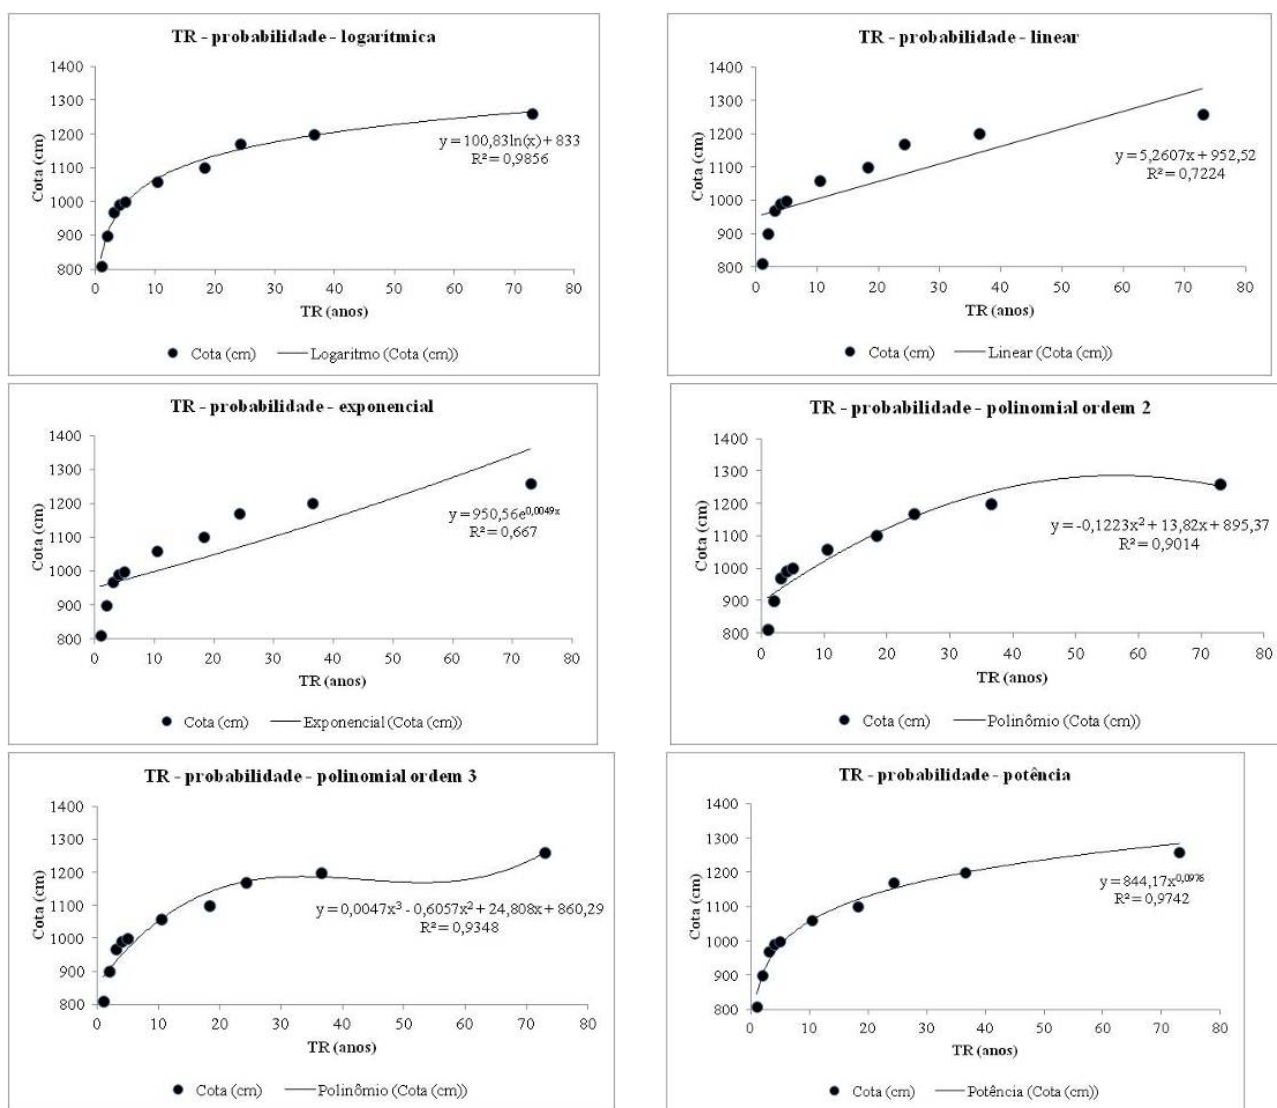 TR - probabilidade - logarítmica
1400
1300
1200
1100
1000
900
800
Cota (cm)
y = 100,83ln(x) + 833
R² = 0,9856
0 10 20 30 40 50 60 70 80
TR (anos)
Cota (cm) Logaritmo (Cota (cm))
TR - probabilidade - linear
1400
1300
1200
1100
1000
900
800
Cota (cm)
y = 5,2607x + 952,52
R² = 0,7224
0 10 20 30 40 50 60 70 80
TR (anos)
Cota (cm) Linear (Cota (cm))
TR - probabilidade - exponencial
1400
1300
1200
1100
1000
900
800
Cota (cm)
y = 950,56e^0,0049x
R² = 0,667
0 10 20 30 40 50 60 70 80
TR (anos)
Cota (cm) Exponencial (Cota (cm))
TR - probabilidade - polinomial ordem 2
1400
1300
1200
1100
1000
900
800
Cota (cm)
y = -0,1223x² + 13,82x + 895,37
R² = 0,9014
0 10 20 30 40 50 60 70 80
TR (anos)
Cota (cm) Polinômio (Cota (cm))
TR - probabilidade - polinomial ordem 3
1400
1300
1200
1100
1000
900
800
Cota (cm)
y = 0,0047x³ - 0,6057x² + 24,808x + 860,29
R² = 0,9348
0 10 20 30 40 50 60 70 80
TR (anos)
Cota (cm) Polinômio (Cota (cm))
TR - probabilidade - potência
1400
1300
1200
1100
1000
900
800
Cota (cm)
y = 844,17x^0,0976
R² = 0,9742
0 10 20 30 40 50 60 70 80
TR (anos)
Cota (cm) Potência (Cota (cm))